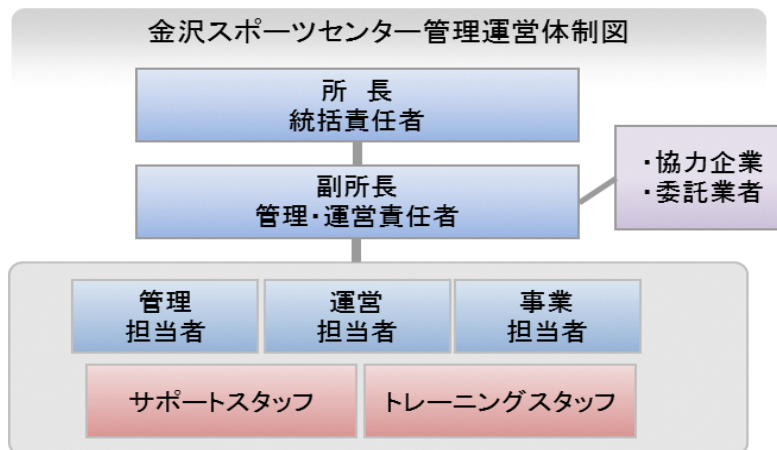 金沢スポーツセンター管理運営体制図
所　長
統括責任者
副所長
管理・運営責任者
・協力企業
・委託業者
管理
担当者
運営
担当者
事業
担当者
サポートスタッフ
トレーニングスタッフ